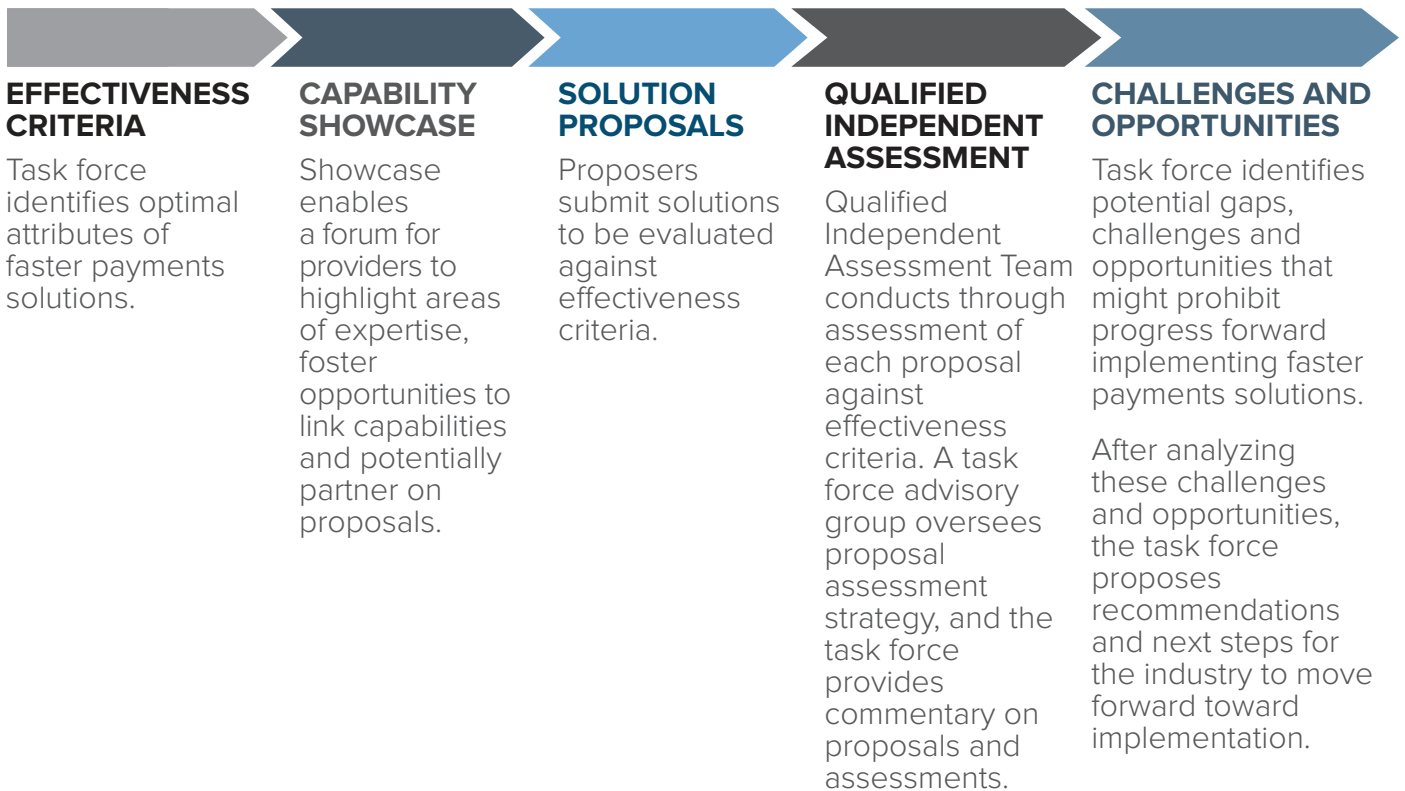 EFFECTIVENESS
CRITERIA
Task force
identifies optimal
attributes of
faster payments
solutions.
CAPABILITY
SHOWCASE
Showcase
enables
a forum for
providers to
highlight areas
of expertise,
foster
opportunities to
link capabilities
and potentially
partner on
proposals.
SOLUTION
PROPOSALS
Proposers
submit solutions
to be evaluated
against
effectiveness
criteria.
QUALIFIED
INDEPENDENT
ASSESSMENT
Qualified
Independent
Assessment Team
conducts through
assessment of
each proposal
against
effectiveness
criteria. A task
force advisory
group oversees
proposal
assessment
strategy, and the
task force
provides
commentary on
proposals and
assessments.
CHALLENGES AND
OPPORTUNITIES
Task force identifies
potential gaps,
challenges and
opportunities that
might prohibit
progress forward
implementing faster
payments solutions.
After analyzing
these challenges
and opportunities,
the task force
proposes
recommendations
and next steps for
the industry to move
forward toward
implementation.